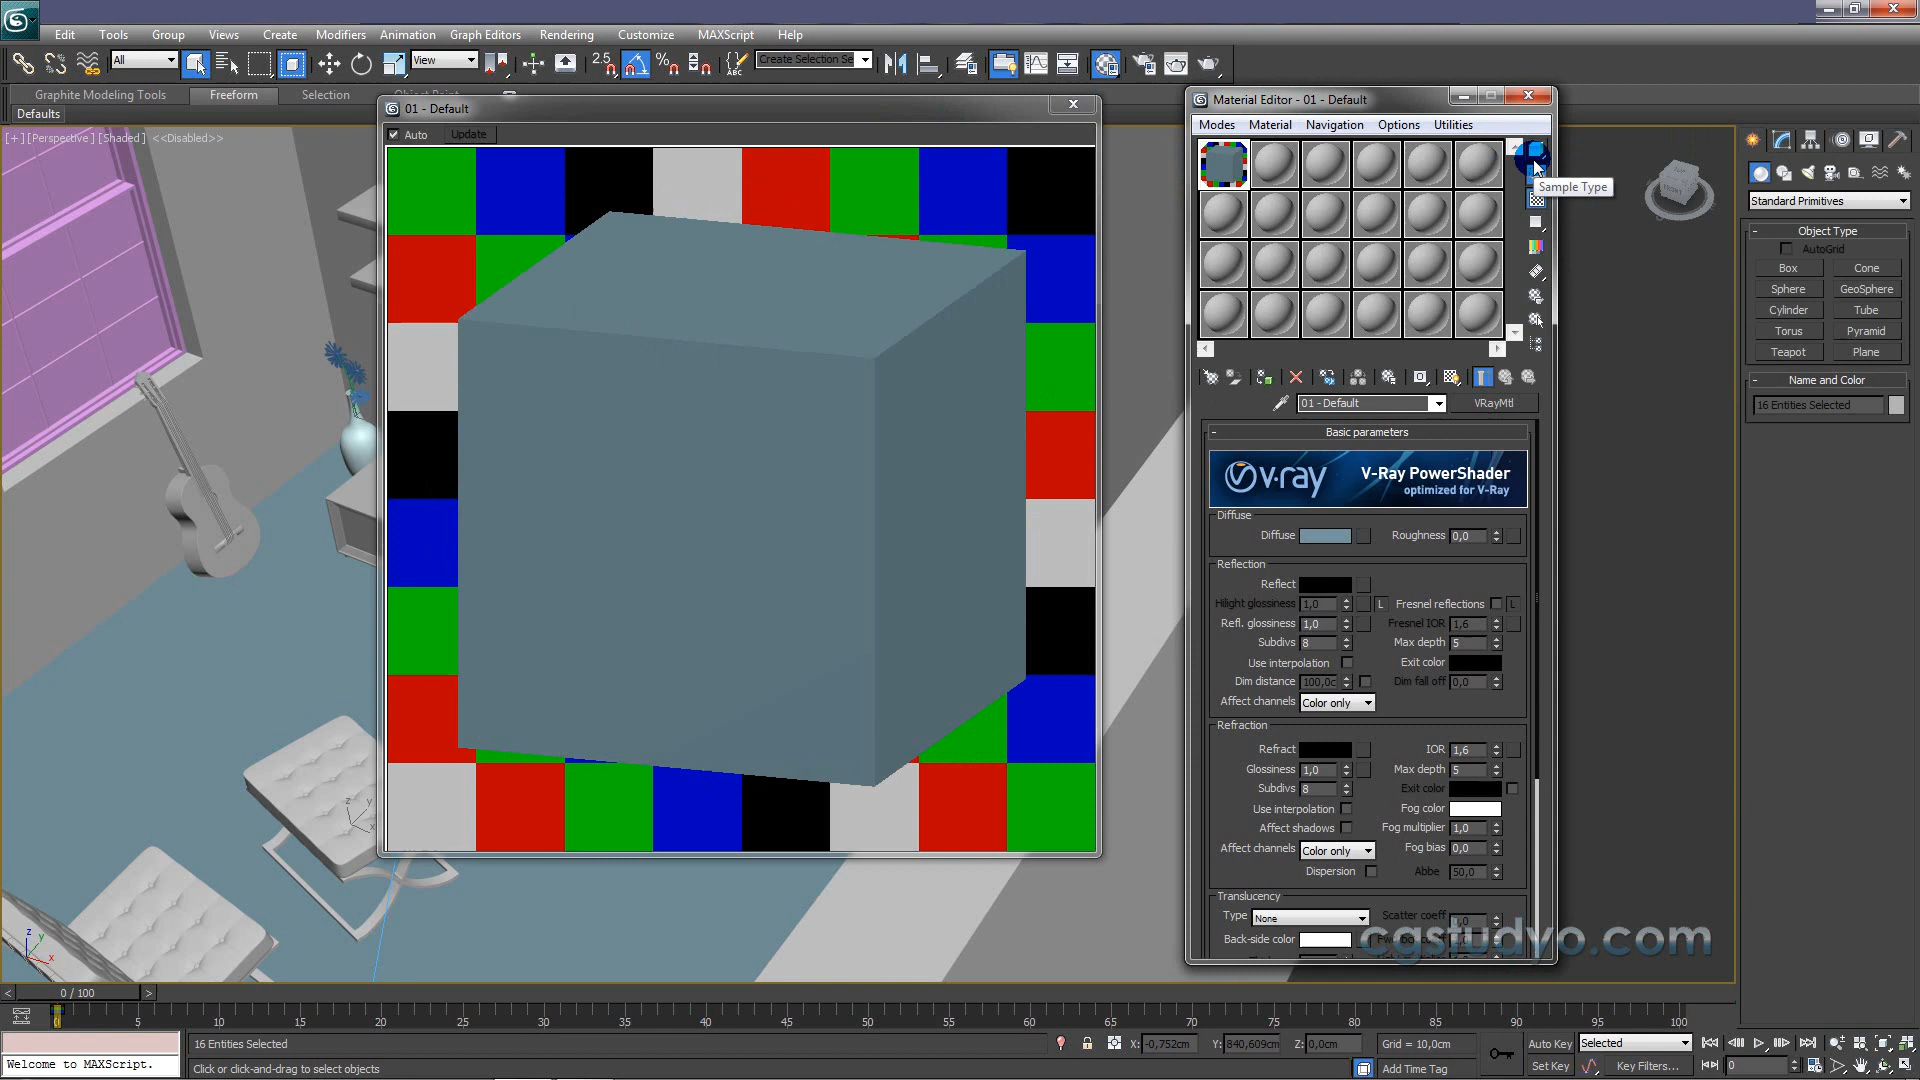 Edit Tools Group Views Create Modifiers Animation Graph Editors Rendering Customize MAXScript Help
All View 2.5 Create Selection Se
Graphite Modeling Tools Freeform Selection
Defaults
[+] [Perspective] [Shaded] <<Disabled>>
01 - Default
Auto Update
Material Editor - 01 - Default
Modes Material Navigation Options Utilities
Sample Type
01 - Default VRayMtl
Basic parameters
v·ray V-Ray PowerShader
optimized for V-Ray
Diffuse
Diffuse Roughness 0,0
Reflection
Reflect
Hilight glossiness 1,0 L Fresnel reflections L
Refl. glossiness 1,0 Fresnel IOR 1,6
Subdivs 8 Max depth 5
Use interpolation Exit color
Dim distance 100,0c Dim fall off 0,0
Affect channels Color only
Refraction
Refract IOR 1,6
Glossiness 1,0 Max depth 5
Subdivs 8 Exit color
Use interpolation Fog color
Affect shadows Fog multiplier 1,0
Affect channels Color only Fog bias 0,0
Dispersion Abbe 50,0
Translucency
Type None Scatter coeff
Back-side color
cgstudyo.com
TOP
FRONT
Standard Primitives
Object Type
AutoGrid
Box Cone
Sphere GeoSphere
Cylinder Tube
Torus Pyramid
Teapot Plane
Name and Color
16 Entities Selected
z y x
z y x
0 / 100
0 5 10 15 20 25 30 35 40 45 50 55 60 65 70 75 80 85 90 95 100
16 Entities Selected X: -0,752cm Y: 840,609cm Z: 0,0cm Grid = 10,0cm Auto Key Selected
Welcome to MAXScript. Click or click-and-drag to select objects Add Time Tag Set Key Key Filters... 0